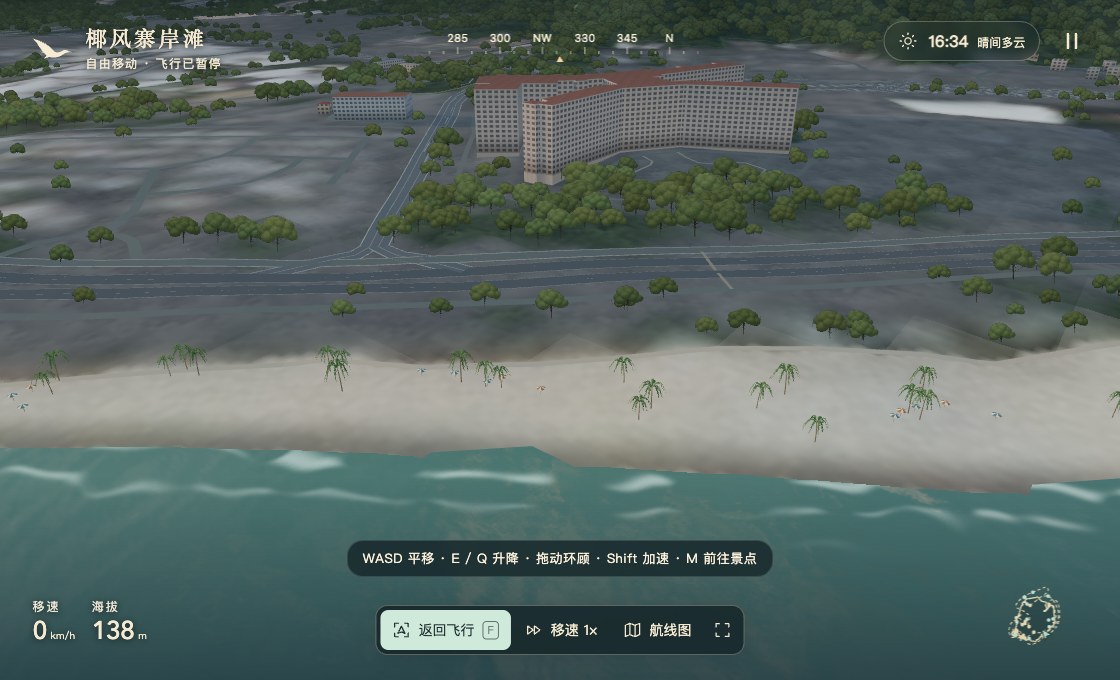 椰风寨岸滩
自由移动 · 飞行已暂停
285 300 NW 330 345 N
16:34 晴间多云
WASD 平移 · E / Q 升降 · 拖动环顾 · Shift 加速 · M 前往景点
移速 海拔
0 km/h 138 m
返回飞行 F 移速 1x 航线图